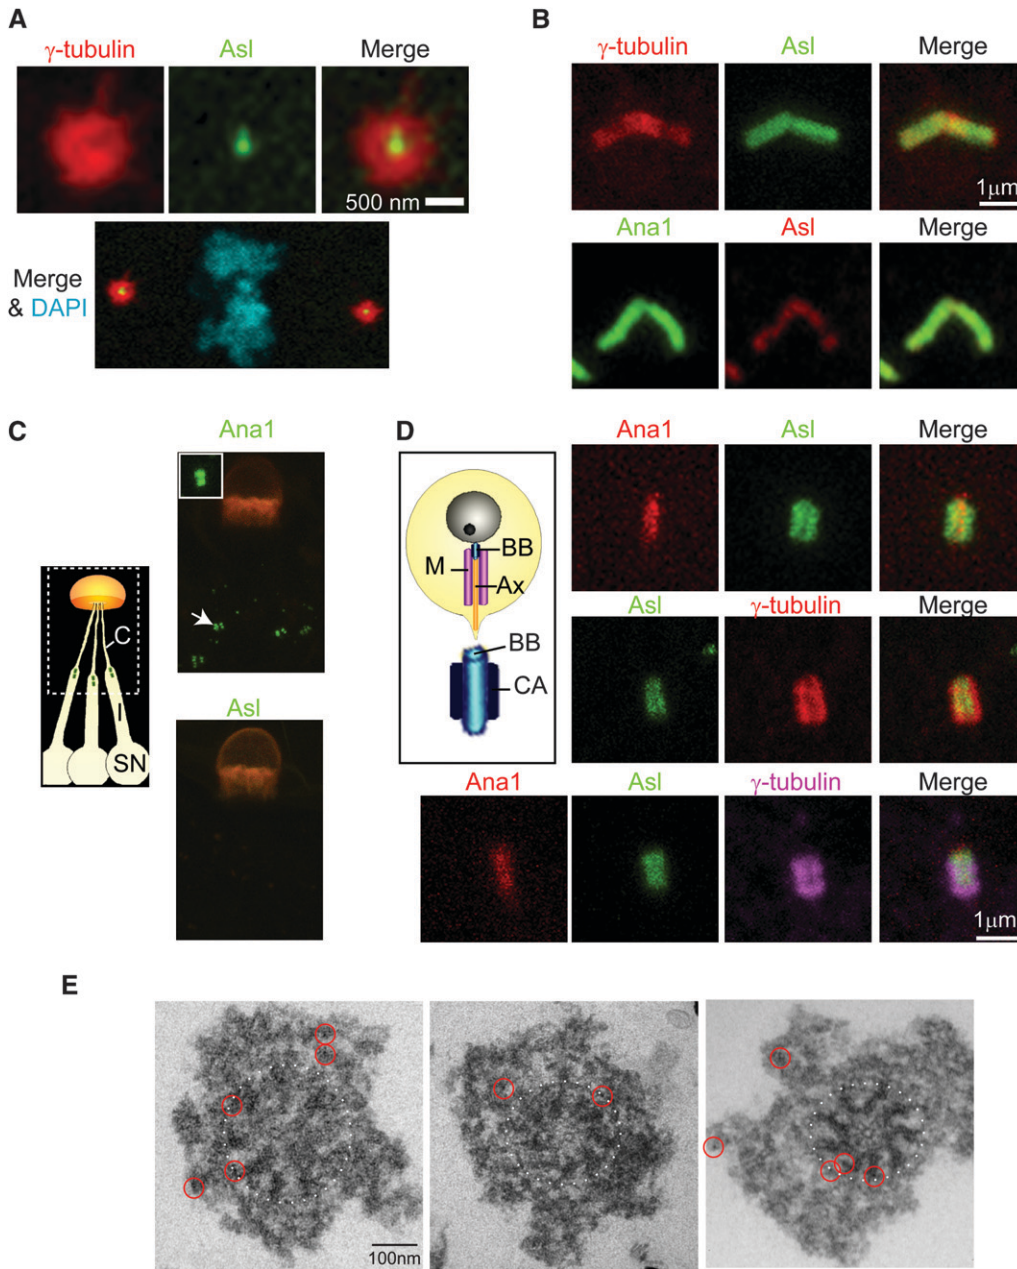 A
γ-tubulin Asl Merge
500 nm
Merge
& DAPI
B
γ-tubulin Asl Merge
1μm
Ana1 Asl Merge
C
Ana1
C
I
SN
Asl
D
BB
M
Ax
BB
CA
Ana1 Asl Merge
Asl γ-tubulin Merge
Ana1 Asl γ-tubulin Merge
1μm
E
100nm